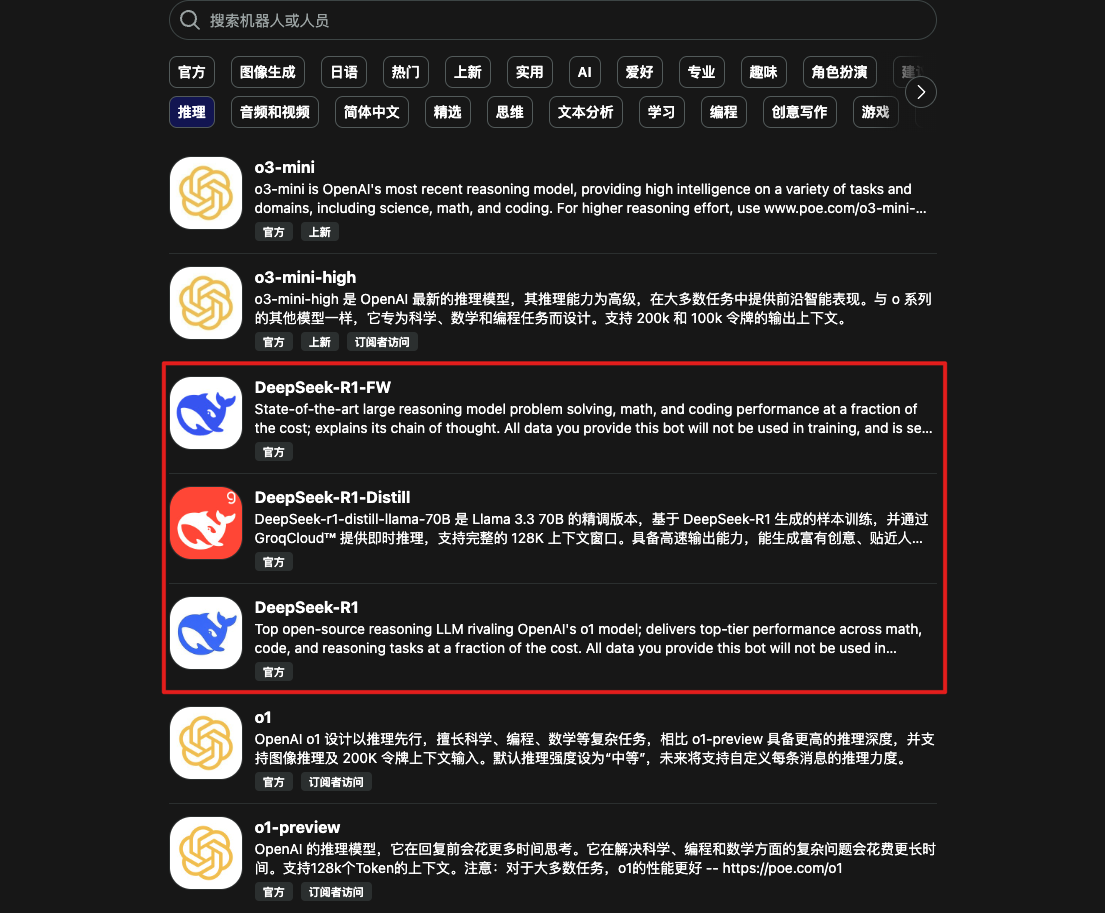 搜索机器人或人员
官方 图像生成 日语 热门 上新 实用 AI 爱好 专业 趣味 角色扮演
推理 音频和视频 简体中文 精选 思维 文本分析 学习 编程 创意写作 游戏
o3-mini
o3-mini is OpenAI's most recent reasoning model, providing high intelligence on a variety of tasks and
domains, including science, math, and coding. For higher reasoning effort, use www.poe.com/o3-mini-...
官方 上新
o3-mini-high
o3-mini-high 是 OpenAI 最新的推理模型，其推理能力为高级，在大多数任务中提供前沿智能表现。与 o 系列
的其他模型一样，它专为科学、数学和编程任务而设计。支持 200k 和 100k 令牌的输出上下文。
官方 上新 订阅者访问
DeepSeek-R1-FW
State-of-the-art large reasoning model problem solving, math, and coding performance at a fraction of
the cost; explains its chain of thought. All data you provide this bot will not be used in training, and is se...
官方
9
DeepSeek-R1-Distill
DeepSeek-r1-distill-llama-70B 是 Llama 3.3 70B 的精调版本，基于 DeepSeek-R1 生成的样本训练，并通过
GroqCloud™ 提供即时推理，支持完整的 128K 上下文窗口。具备高速输出能力，能生成富有创意、贴近人...
官方
DeepSeek-R1
Top open-source reasoning LLM rivaling OpenAI's o1 model; delivers top-tier performance across math,
code, and reasoning tasks at a fraction of the cost. All data you provide this bot will not be used in...
官方
o1
OpenAI o1 设计以推理先行，擅长科学、编程、数学等复杂任务，相比 o1-preview 具备更高的推理深度，并支
持图像推理及 200K 令牌上下文输入。默认推理强度设为“中等”，未来将支持自定义每条消息的推理力度。
官方 订阅者访问
o1-preview
OpenAI 的推理模型，它在回复前会花更多时间思考。它在解决科学、编程和数学方面的复杂问题会花费更长时
间。支持128k个Token的上下文。注意：对于大多数任务，o1的性能更好 -- https://poe.com/o1
官方 订阅者访问